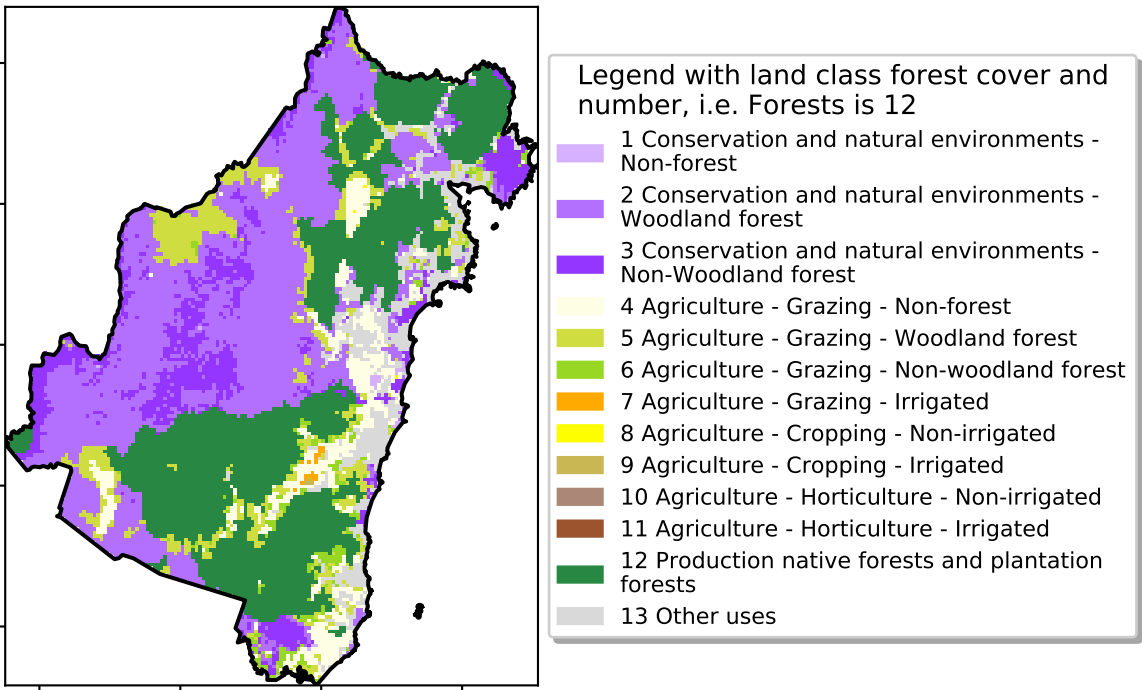 Legend with land class forest cover and
number, i.e. Forests is 12
1 Conservation and natural environments -
Non-forest
2 Conservation and natural environments -
Woodland forest
3 Conservation and natural environments -
Non-Woodland forest
4 Agriculture - Grazing - Non-forest
5 Agriculture - Grazing - Woodland forest
6 Agriculture - Grazing - Non-woodland forest
7 Agriculture - Grazing - Irrigated
8 Agriculture - Cropping - Non-irrigated
9 Agriculture - Cropping - Irrigated
10 Agriculture - Horticulture - Non-irrigated
11 Agriculture - Horticulture - Irrigated
12 Production native forests and plantation
forests
13 Other uses